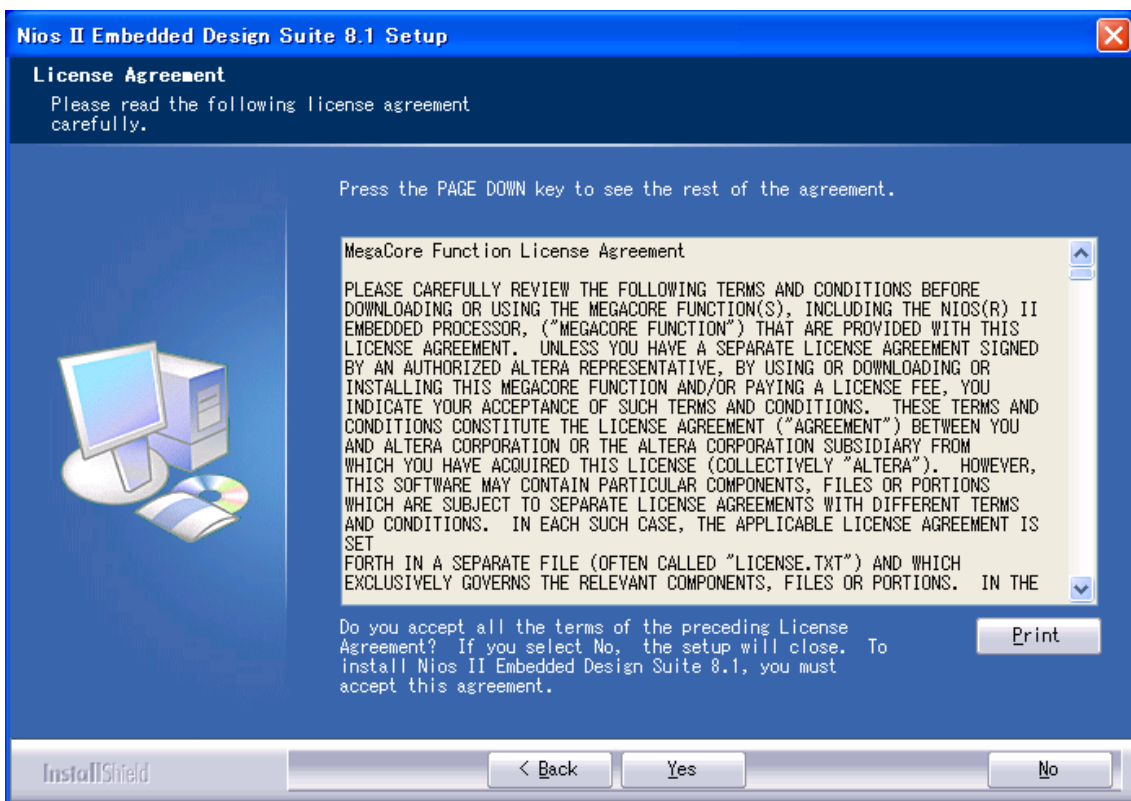 Nios II Embedded Design Suite 8.1 Setup
License Agreement
Please read the following license agreement
carefully.
Press the PAGE DOWN key to see the rest of the agreement.
MegaCore Function License Agreement
PLEASE CAREFULLY REVIEW THE FOLLOWING TERMS AND CONDITIONS BEFORE
DOWNLOADING OR USING THE MEGACORE FUNCTION(S), INCLUDING THE NIOS(R) II
EMBEDDED PROCESSOR, ("MEGACORE FUNCTION") THAT ARE PROVIDED WITH THIS
LICENSE AGREEMENT.  UNLESS YOU HAVE A SEPARATE LICENSE AGREEMENT SIGNED
BY AN AUTHORIZED ALTERA REPRESENTATIVE, BY USING OR DOWNLOADING OR
INSTALLING THIS MEGACORE FUNCTION AND/OR PAYING A LICENSE FEE, YOU
INDICATE YOUR ACCEPTANCE OF SUCH TERMS AND CONDITIONS.  THESE TERMS AND
CONDITIONS CONSTITUTE THE LICENSE AGREEMENT ("AGREEMENT") BETWEEN YOU
AND ALTERA CORPORATION OR THE ALTERA CORPORATION SUBSIDIARY FROM
WHICH YOU HAVE ACQUIRED THIS LICENSE (COLLECTIVELY "ALTERA").  HOWEVER,
THIS SOFTWARE MAY CONTAIN PARTICULAR COMPONENTS, FILES OR PORTIONS
WHICH ARE SUBJECT TO SEPARATE LICENSE AGREEMENTS WITH DIFFERENT TERMS
AND CONDITIONS.  IN EACH SUCH CASE, THE APPLICABLE LICENSE AGREEMENT IS
SET
FORTH IN A SEPARATE FILE (OFTEN CALLED "LICENSE.TXT") AND WHICH
EXCLUSIVELY GOVERNS THE RELEVANT COMPONENTS, FILES OR PORTIONS.  IN THE
Do you accept all the terms of the preceding License
Agreement?  If you select No,  the setup will close.  To
install Nios II Embedded Design Suite 8.1, you must
accept this agreement.
Print
InstallShield
< Back
Yes
No